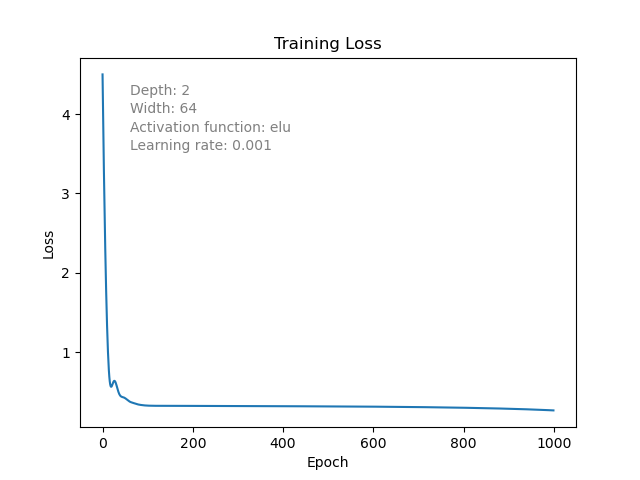 Training Loss
Depth: 2
Width: 64
Activation function: elu
Learning rate: 0.001
4
3
2
1
Loss
0 200 400 600 800 1000
Epoch